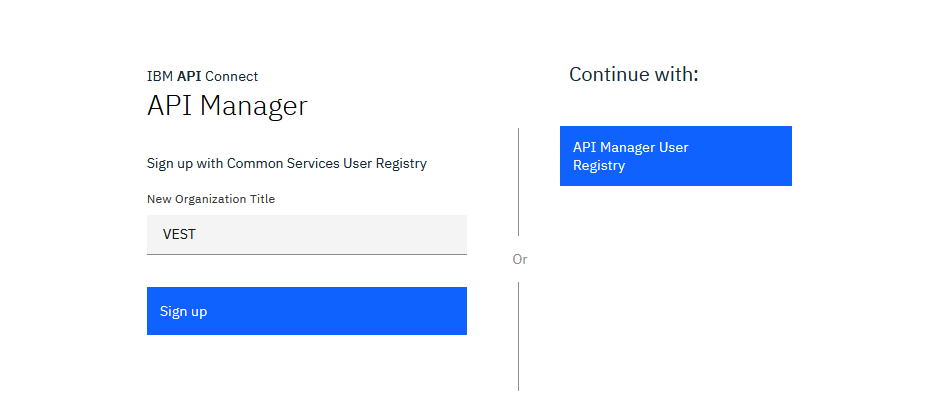 IBM API Connect
API Manager
Sign up with Common Services User Registry
New Organization Title
VEST
Sign up
Or
Continue with:
API Manager User
Registry